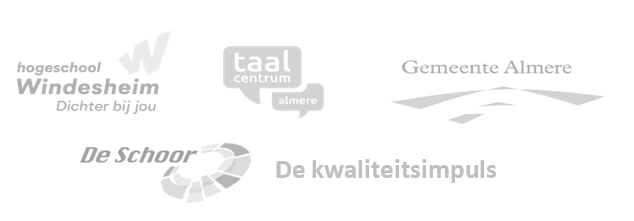 hogeschool
Windesheim
Dichter bij jou
taal
centrum
almere
Gemeente Almere
De Schoor
De kwaliteitsimpuls